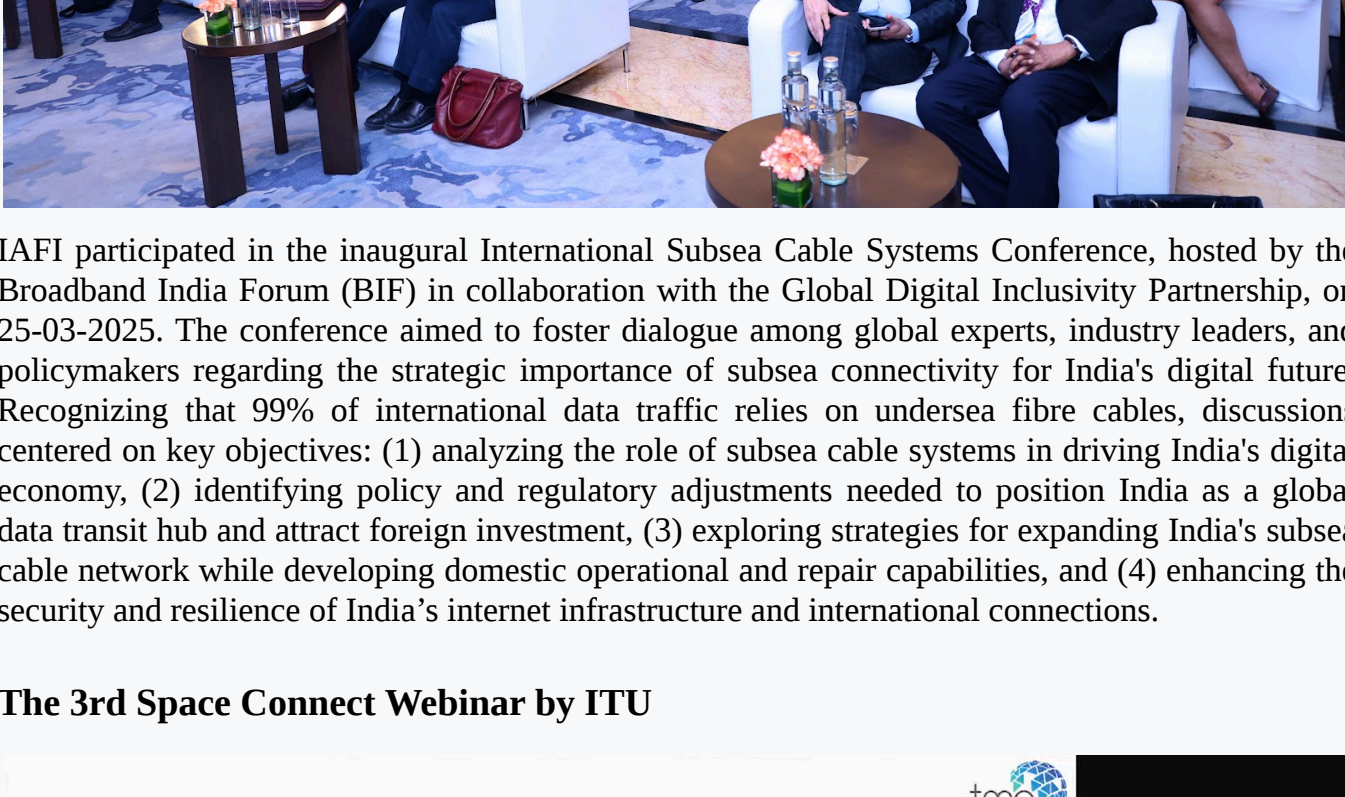 IAFI participated in the inaugural International Subsea Cable Systems Conference, hosted by the
Broadband India Forum (BIF) in collaboration with the Global Digital Inclusivity Partnership, on
25-03-2025. The conference aimed to foster dialogue among global experts, industry leaders, and
policymakers regarding the strategic importance of subsea connectivity for India's digital future
Recognizing that 99% of international data traffic relies on undersea fibre cables, discussions
centered on key objectives: (1) analyzing the role of subsea cable systems in driving India's digital
economy, (2) identifying policy and regulatory adjustments needed to position India as a global
data transit hub and attract foreign investment, (3) exploring strategies for expanding India's subsea
cable network while developing domestic operational and repair capabilities, and (4) enhancing the
security and resilience of India’s internet infrastructure and international connections.
The 3rd Space Connect Webinar by ITU